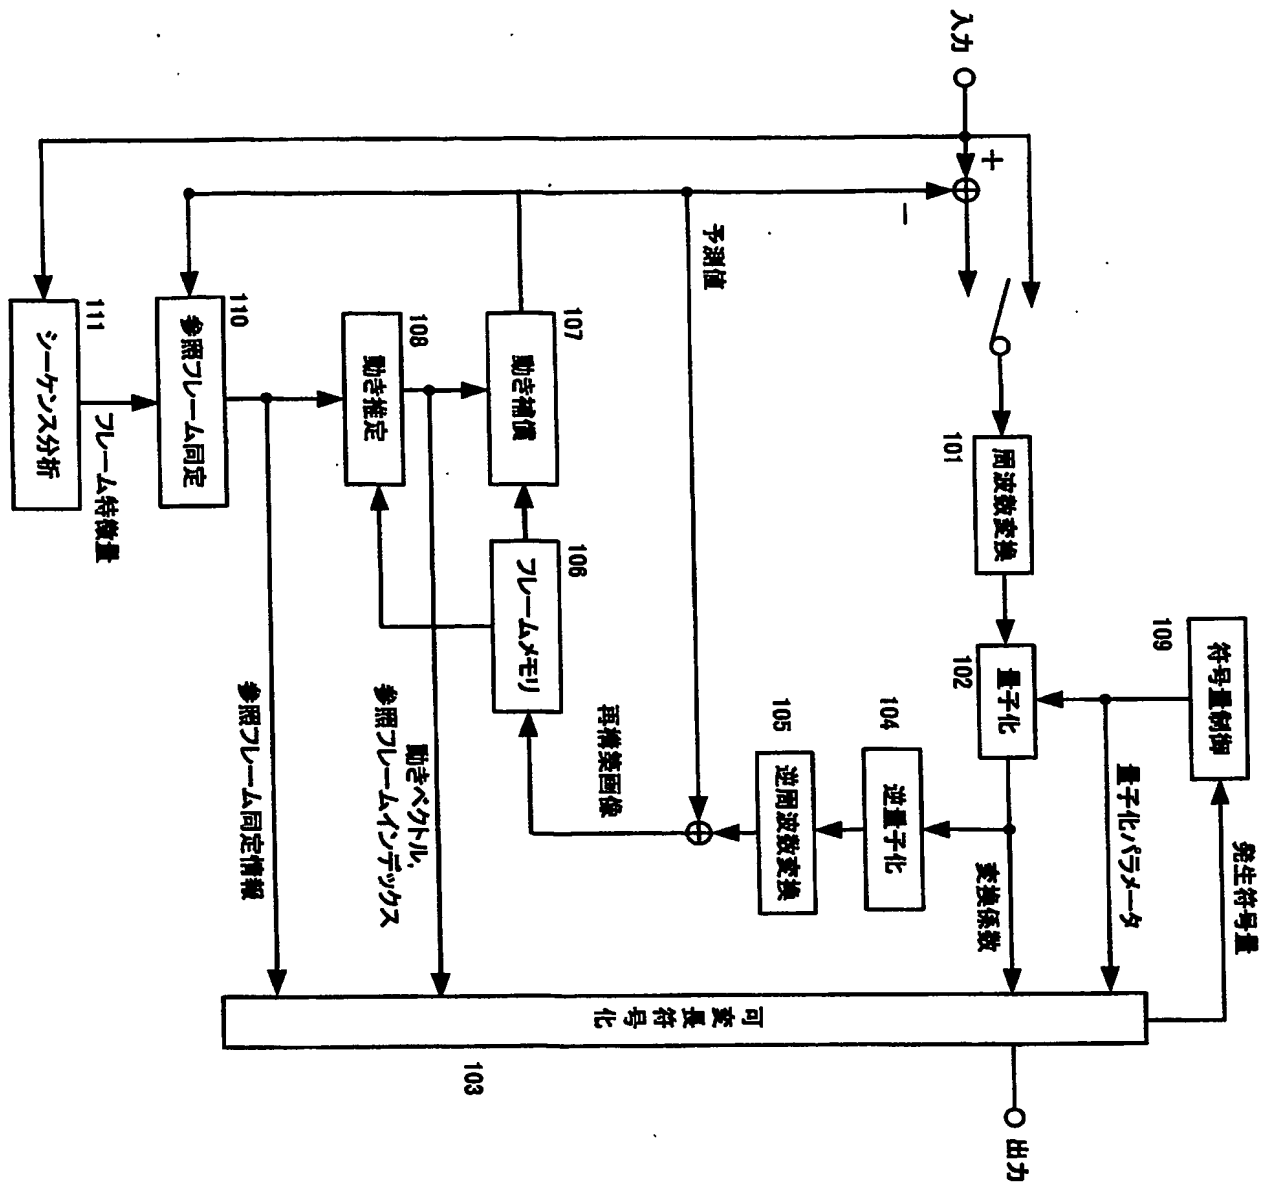 入力
+
−
109
符号量制御
発生符号量
101
周波数変換
102
量子化
量子化パラメータ
変換係数
104
逆量子化
105
逆周波数変換
予測値
再構築画像
106
フレームメモリ
107
動き補償
108
動き推定
動きベクトル,
参照フレームインデックス
110
参照フレーム同定
参照フレーム同定情報
111
シーケンス分析
フレーム特徴量
可変長符号化
103
出力